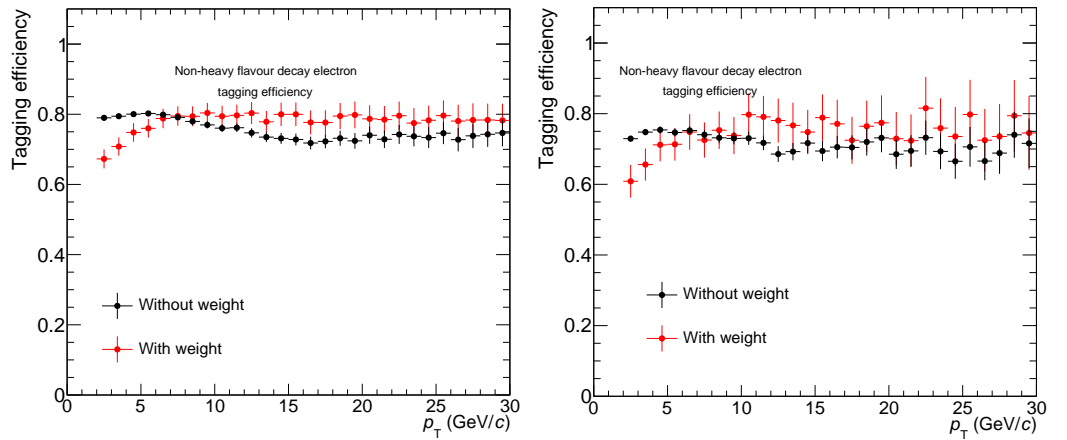 Tagging efficiency
1
0.8
0.6
0.4
0.2
0
Non-heavy flavour decay electron
tagging efficiency
Without weight
With weight
0 5 10 15 20 25 30
p_T (GeV/c)
Tagging efficiency
1
0.8
0.6
0.4
0.2
0
Non-heavy flavour decay electron
tagging efficiency
Without weight
With weight
0 5 10 15 20 25 30
p_T (GeV/c)